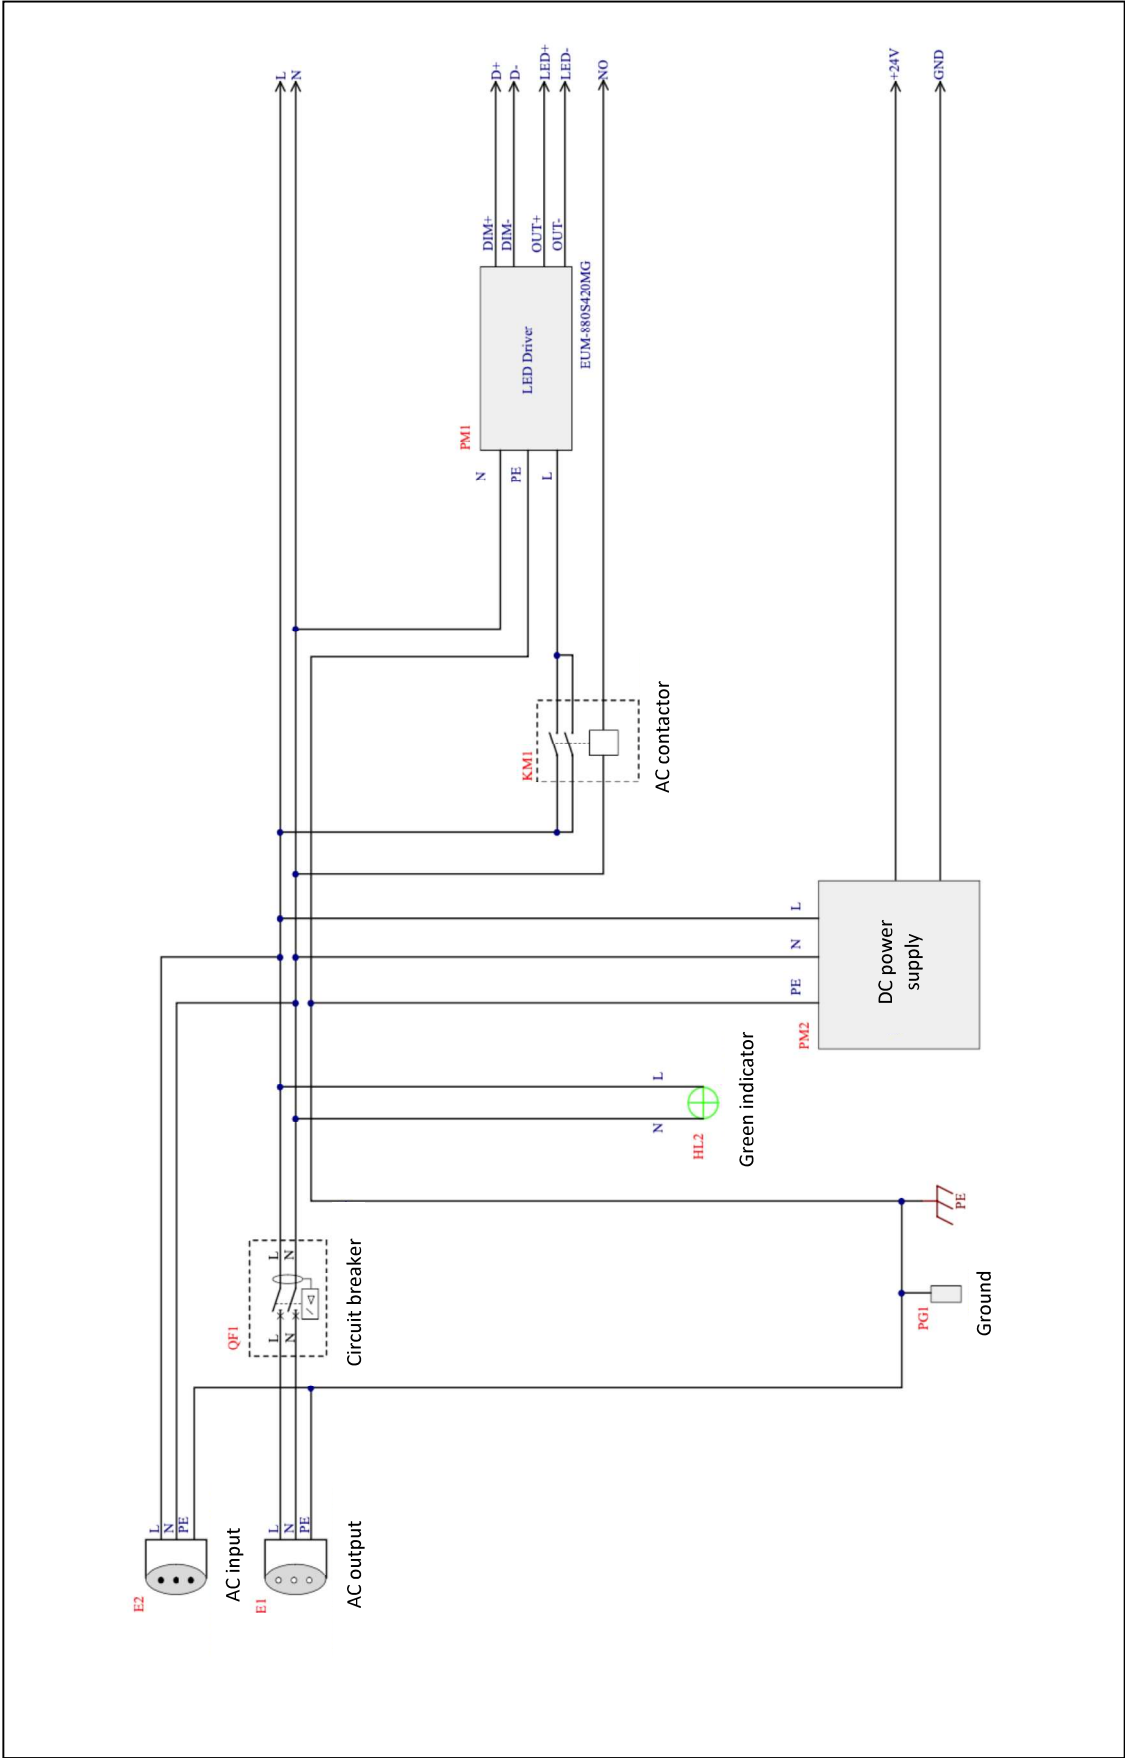 L
N
D+
D-
LED+
LED-
NO
+24V
GND
DIM+
DIM-
OUT+
OUT-
EUM-880S420MG
LED Driver
PM1
N
PE
L
KM1
AC contactor
L
N
PE
DC power
supply
PM2
L
N
HL2
Green indicator
PE
PG1
Ground
L
N
L
N
QF1
Circuit breaker
L
N
PE
E2
AC input
L
N
PE
E1
AC output